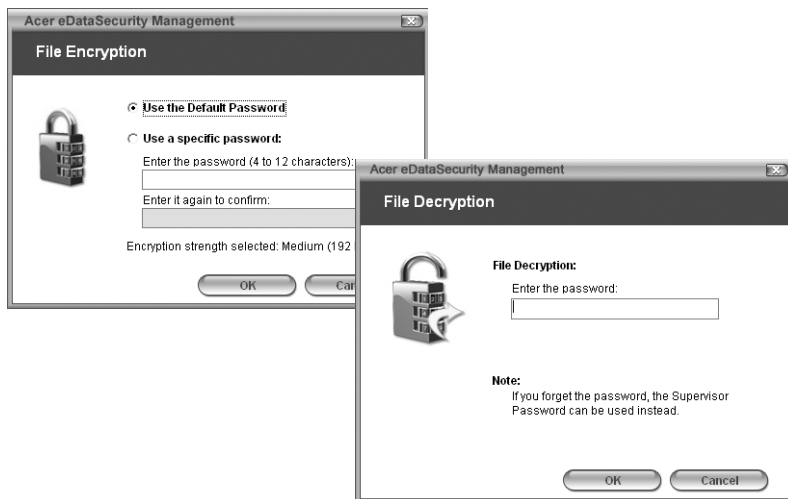 Acer eDataSecurity Management
File Encryption
Use the Default Password
Use a specific password:
Enter the password (4 to 12 characters):
Enter it again to confirm:
Encryption strength selected: Medium (192
OK
Acer eDataSecurity Management
File Decryption
File Decryption:
Enter the password:
Note:
If you forget the password, the Supervisor
Password can be used instead.
OK
Cancel